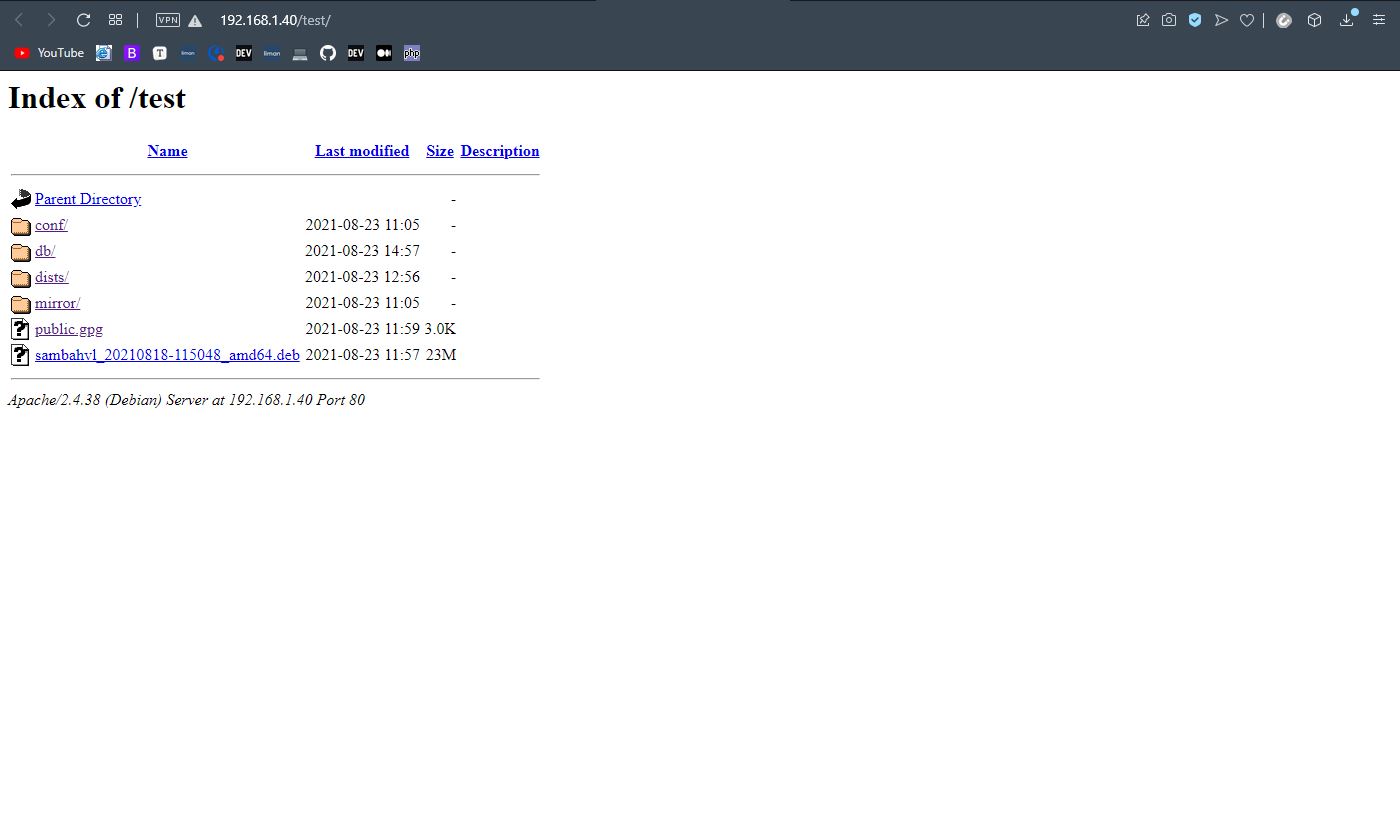 VPN 192.168.1.40/test/
YouTube B T liman DEV liman DEV php
Index of /test
Name Last modified Size Description
Parent Directory -
conf/ 2021-08-23 11:05 -
db/ 2021-08-23 14:57 -
dists/ 2021-08-23 12:56 -
mirror/ 2021-08-23 11:05 -
public.gpg 2021-08-23 11:59 3.0K
sambahvl_20210818-115048_amd64.deb 2021-08-23 11:57 23M
Apache/2.4.38 (Debian) Server at 192.168.1.40 Port 80